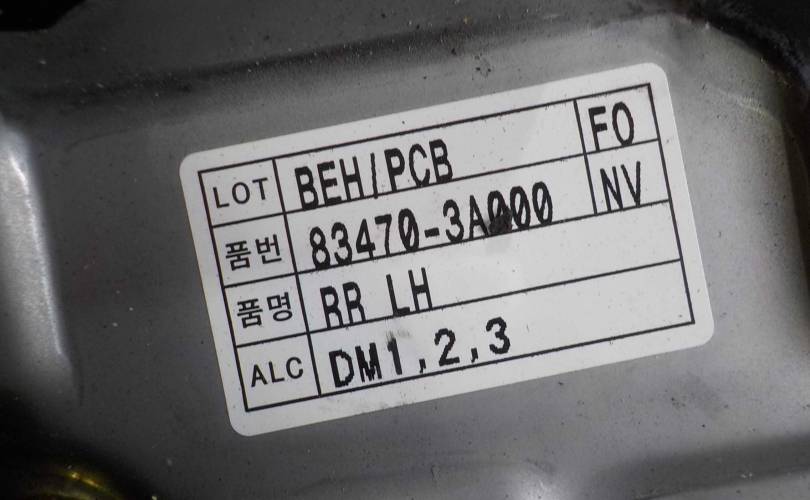 LOT BEH/PCB FO
품번 83470-3A000 NV
품명 RR LH
ALC DM1,2,3